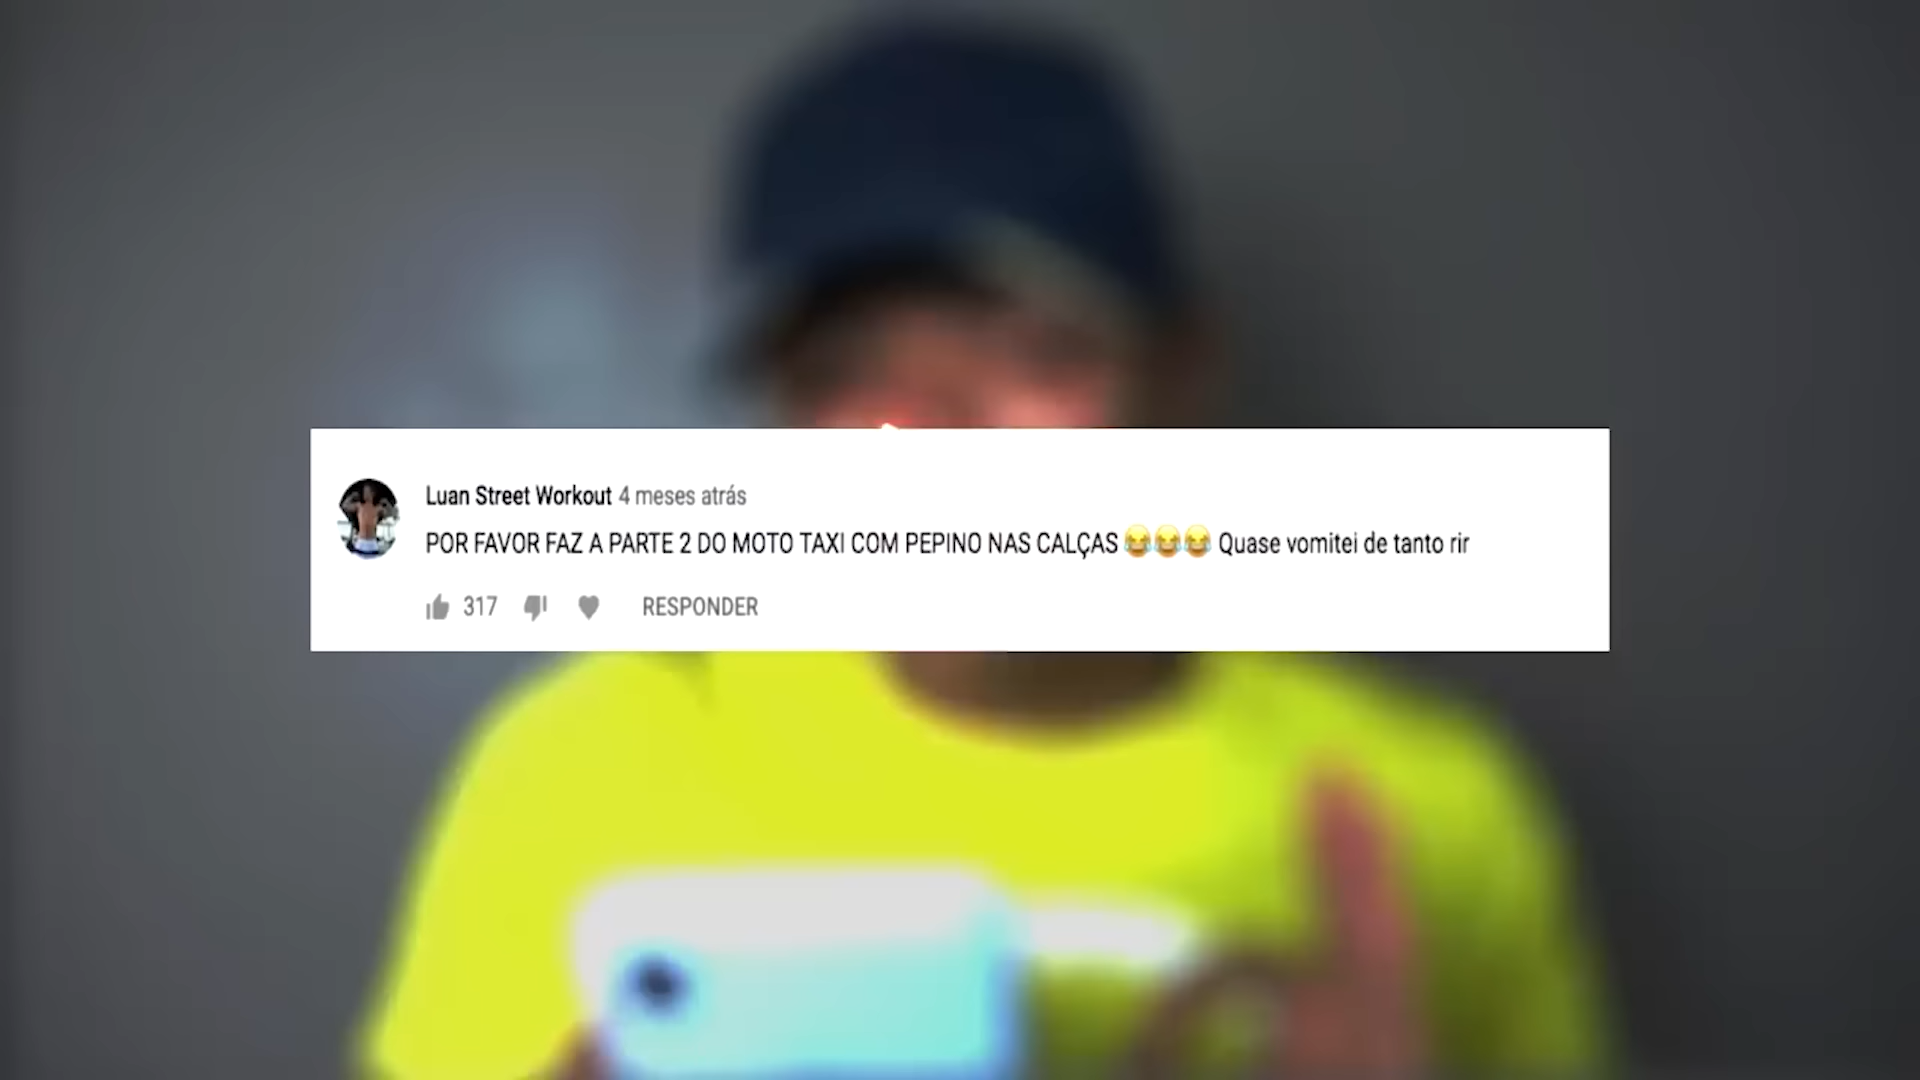 Luan Street Workout 4 meses atrás
POR FAVOR FAZ A PARTE 2 DO MOTO TAXI COM PEPINO NAS CALÇAS 😂😂😂 Quase vomitei de tanto rir
317 RESPONDER